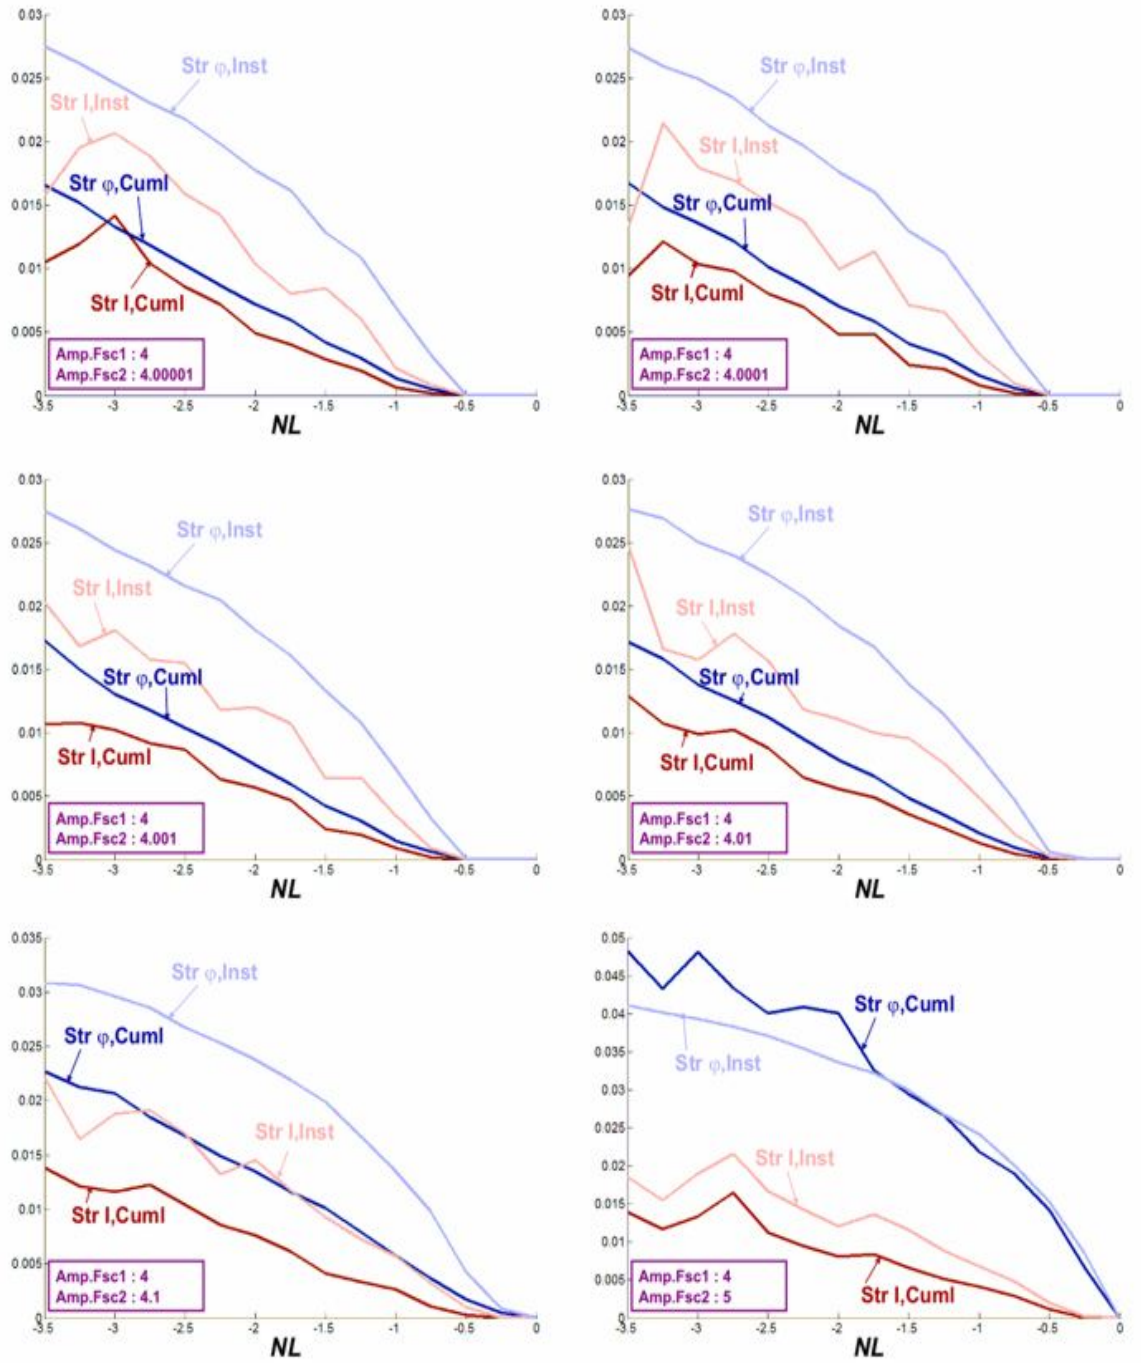 0.03
0.025
0.02
0.015
0.01
0.005
0
Str φ,Inst
Str I,Inst
Str φ,Cuml
Str I,Cuml
Amp.Fsc1 : 4
Amp.Fsc2 : 4.00001
-3.5 -3 -2.5 -2 -1.5 -1 -0.5 0
NL
0.03
0.025
0.02
0.015
0.01
0.005
0
Str φ,Inst
Str I,Inst
Str φ,Cuml
Str I,Cuml
Amp.Fsc1 : 4
Amp.Fsc2 : 4.0001
-3.5 -3 -2.5 -2 -1.5 -1 -0.5 0
NL
0.03
0.025
0.02
0.015
0.01
0.005
0
Str φ,Inst
Str I,Inst
Str φ,Cuml
Str I,Cuml
Amp.Fsc1 : 4
Amp.Fsc2 : 4.001
-3.5 -3 -2.5 -2 -1.5 -1 -0.5 0
NL
0.03
0.025
0.02
0.015
0.01
0.005
0
Str φ,Inst
Str I,Inst
Str φ,Cuml
Str I,Cuml
Amp.Fsc1 : 4
Amp.Fsc2 : 4.01
-3.5 -3 -2.5 -2 -1.5 -1 -0.5 0
NL
0.035
0.03
0.025
0.02
0.015
0.01
0.005
0
Str φ,Inst
Str φ,Cuml
Str I,Inst
Str I,Cuml
Amp.Fsc1 : 4
Amp.Fsc2 : 4.1
-3.5 -3 -2.5 -2 -1.5 -1 -0.5 0
NL
0.05
0.045
0.04
0.035
0.03
0.025
0.02
0.015
0.01
0.005
0
Str φ,Cuml
Str φ,Inst
Str I,Inst
Str I,Cuml
Amp.Fsc1 : 4
Amp.Fsc2 : 5
-3.5 -3 -2.5 -2 -1.5 -1 -0.5 0
NL